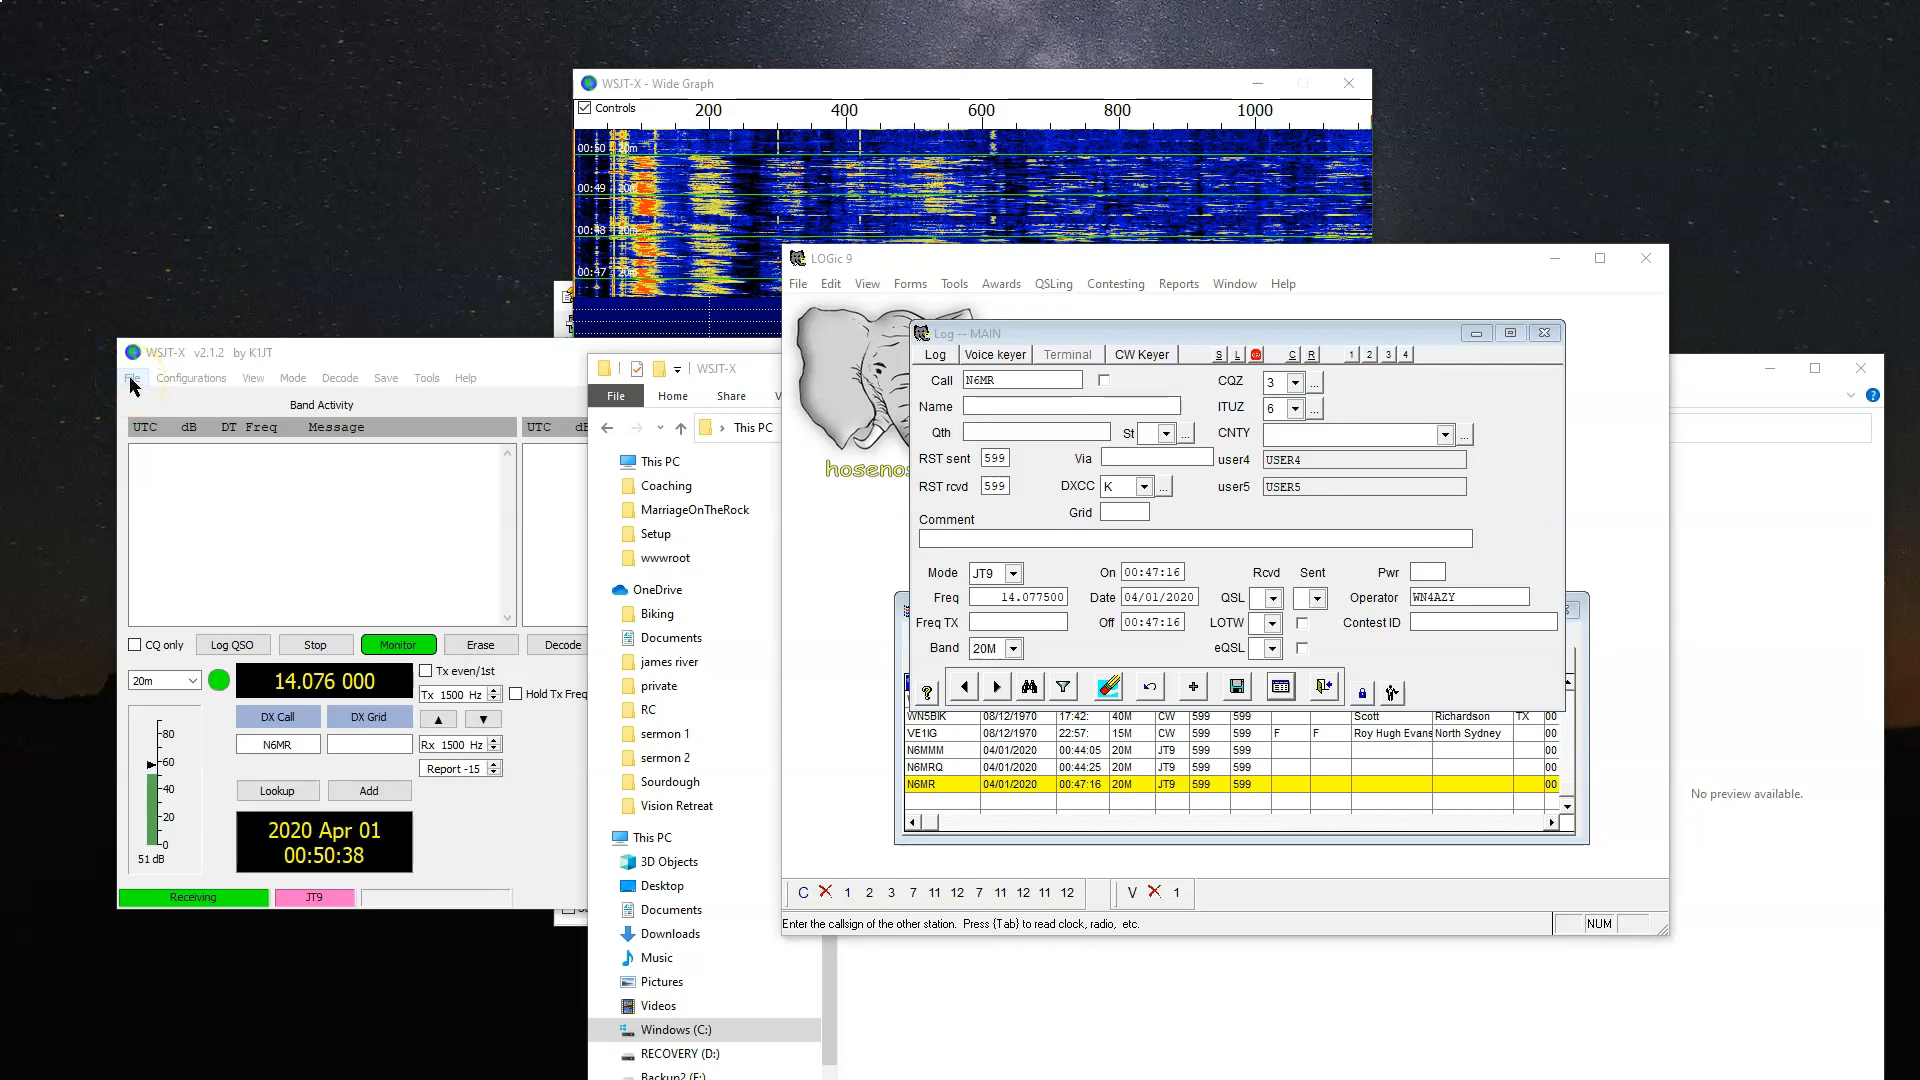 WSJT-X - Wide Graph
Controls 200 400 600 800 1000
00:50 20m
00:49 20m
00:48 20m
00:47 20m
LOGic 9
File Edit View Forms Tools Awards QSLing Contesting Reports Window Help
Log -- MAIN
Log Voice keyer Terminal CW Keyer S L C R 1 2 3 4
Call N6MR CQZ 3 ...
Name ITUZ 6 ...
Qth St ... CNTY ...
RST sent 599 Via user4 USER4
RST rcvd 599 DXCC K ... user5 USER5
Grid
Comment
Mode JT9 On 00:47:16 Rcvd Sent Pwr
Freq 14.077500 Date 04/01/2020 QSL Operator WN4AZY
Freq TX Off 00:47:16 LOTW Contest ID
Band 20M eQSL
WN5BIK 08/12/1970 17:42: 40M CW 599 599 Scott Richardson TX 00
VE1IG 08/12/1970 22:57: 15M CW 599 599 F F Roy Hugh Evans North Sydney
N6MMM 04/01/2020 00:44:05 20M JT9 599 599 00
N6MRQ 04/01/2020 00:44:25 20M JT9 599 599 00
N6MR 04/01/2020 00:47:16 20M JT9 599 599 00
C 1 2 3 7 11 12 7 11 12 11 12 V 1
Enter the callsign of the other station. Press {Tab} to read clock, radio, etc. NUM
hosenos
WSJT-X v2.1.2 by K1JT
File Configurations View Mode Decode Save Tools Help
Band Activity
UTC dB DT Freq Message UTC
CQ only Log QSO Stop Monitor Erase Decode
20m 14.076 000 Tx even/1st
Tx 1500 Hz Hold Tx Freq
DX Call DX Grid
N6MR Rx 1500 Hz
Report -15
Lookup Add
2020 Apr 01
00:50:38
80
60
40
20
0
51 dB
Receiving JT9
WSJT-X
File Home Share
This PC
This PC
Coaching
MarriageOnTheRock
Setup
wwwroot
OneDrive
Biking
Documents
james river
private
RC
sermon 1
sermon 2
Sourdough
Vision Retreat
This PC
3D Objects
Desktop
Documents
Downloads
Music
Pictures
Videos
Windows (C:)
RECOVERY (D:)
Backup2 (F:)
No preview available.